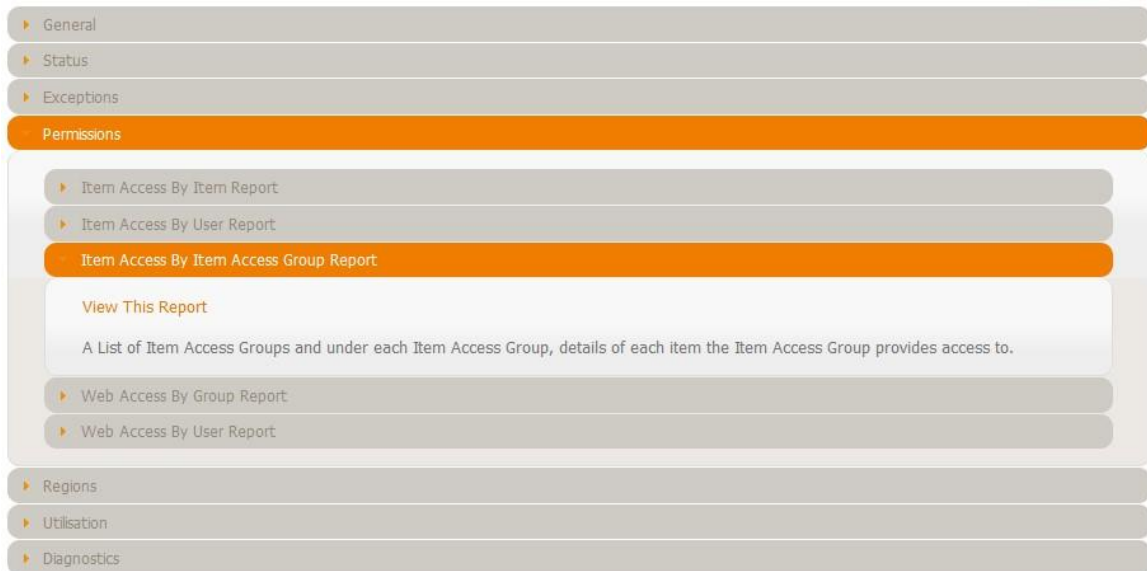 General
Status
Exceptions
Permissions
Item Access By Item Report
Item Access By User Report
Item Access By Item Access Group Report
View This Report
A List of Item Access Groups and under each Item Access Group, details of each item the Item Access Group provides access to.
Web Access By Group Report
Web Access By User Report
Regions
Utilisation
Diagnostics